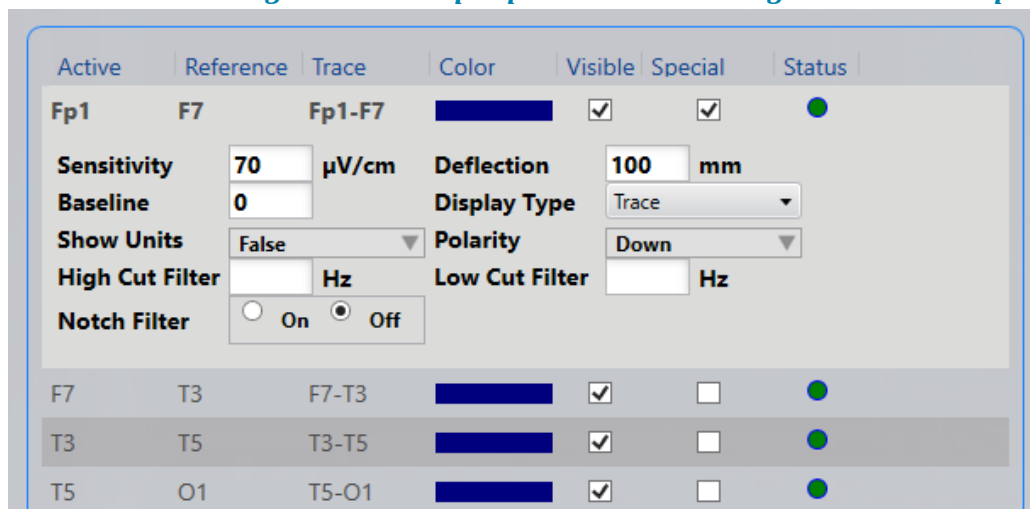 Active Reference Trace Color Visible Special Status
Fp1 F7 Fp1-F7
Sensitivity 70 µV/cm Deflection 100 mm
Baseline 0 Display Type Trace
Show Units False Polarity Down
High Cut Filter Hz Low Cut Filter Hz
Notch Filter On Off
F7 T3 F7-T3
T3 T5 T3-T5
T5 O1 T5-O1